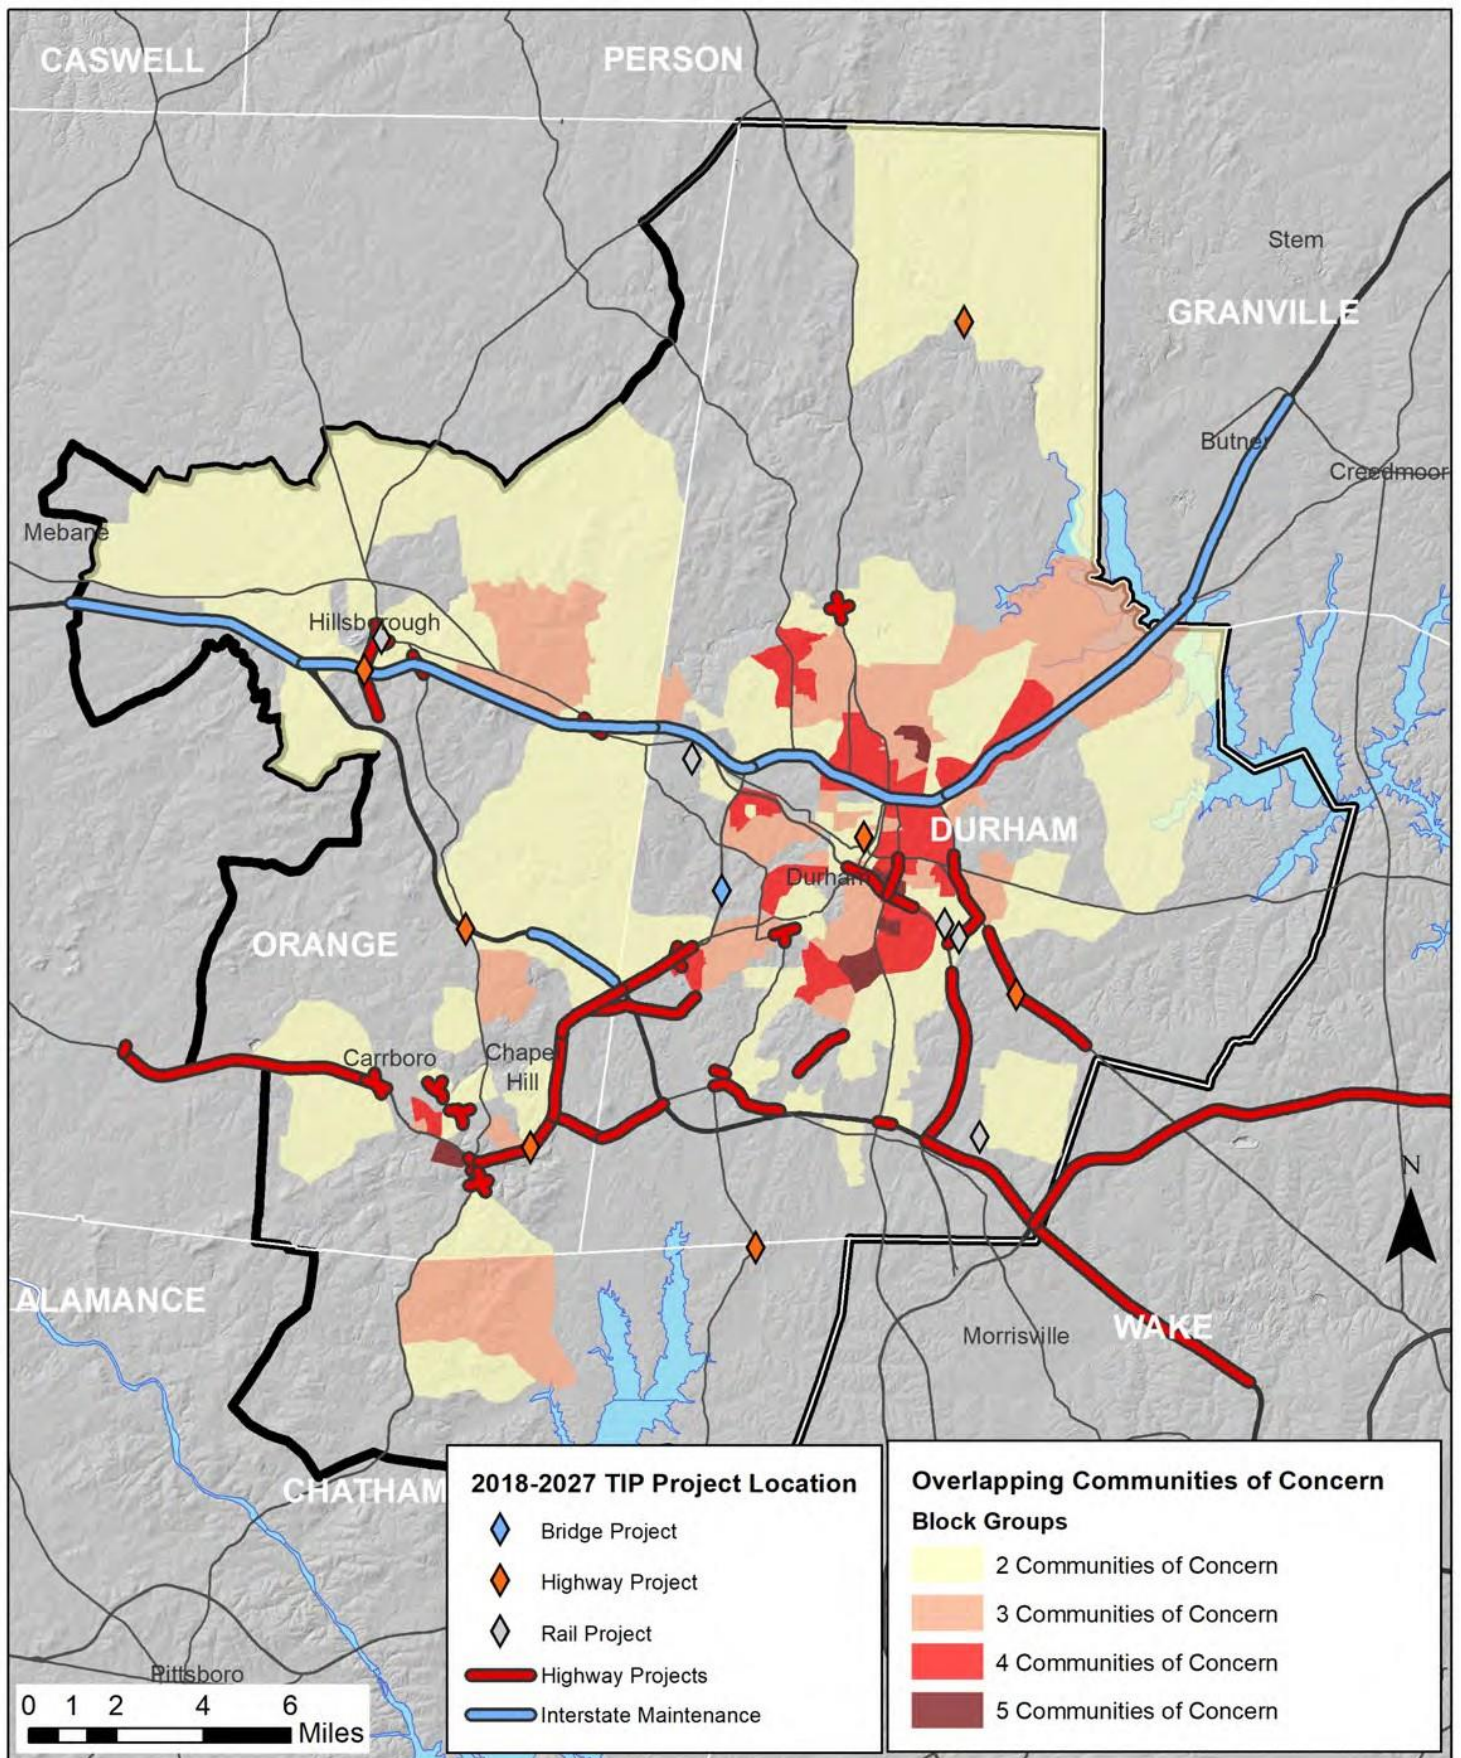 CASWELL
PERSON
Stem
GRANVILLE
Butner
Creedmoor
Mebane
Hillsborough
DURHAM
Durham
ORANGE
Carrboro
Chape
Hill
N
ALAMANCE
Morrisville
WAKE
CHATHAM
Pittsboro
0 1 2 4 6
Miles
2018-2027 TIP Project Location
Bridge Project
Highway Project
Rail Project
Highway Projects
Interstate Maintenance
Overlapping Communities of Concern
Block Groups
2 Communities of Concern
3 Communities of Concern
4 Communities of Concern
5 Communities of Concern